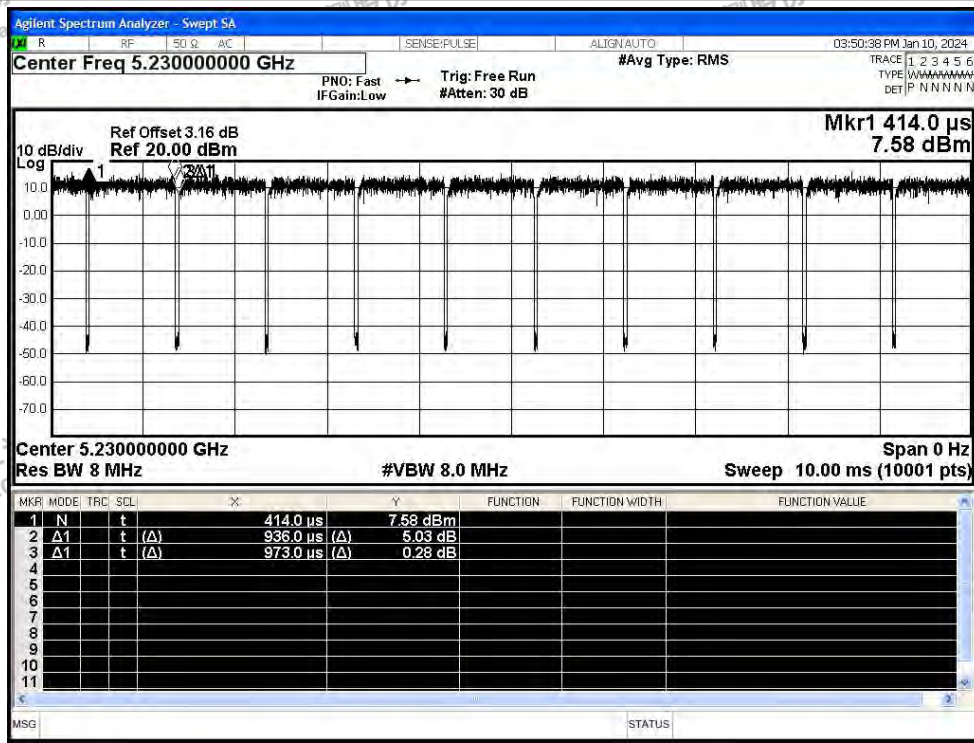 Agilent Spectrum Analyzer - Swept SA
LXI R RF 50 Ω AC SENSE:PULSE ALIGN AUTO 03:50:38 PM Jan 10, 2024
Center Freq 5.230000000 GHz #Avg Type: RMS TRACE 1 2 3 4 5 6
PNO: Fast Trig: Free Run TYPE WWWWWW
IFGain:Low #Atten: 30 dB DET P N N N N N
Mkr1 414.0 µs
Ref Offset 3.16 dB
10 dB/div Ref 20.00 dBm 7.58 dBm
Log
1
10.0
0.00
-10.0
-20.0
-30.0
-40.0
-50.0
-60.0
-70.0
Center 5.230000000 GHz Span 0 Hz
Res BW 8 MHz #VBW 8.0 MHz Sweep 10.00 ms (10001 pts)
MKR MODE TRC SCL X Y FUNCTION FUNCTION WIDTH FUNCTION VALUE
1 N t 414.0 µs 7.58 dBm
2 Δ1 t (Δ) 936.0 µs (Δ) 5.03 dB
3 Δ1 t (Δ) 973.0 µs (Δ) 0.28 dB
4
5
6
7
8
9
10
11
MSG STATUS